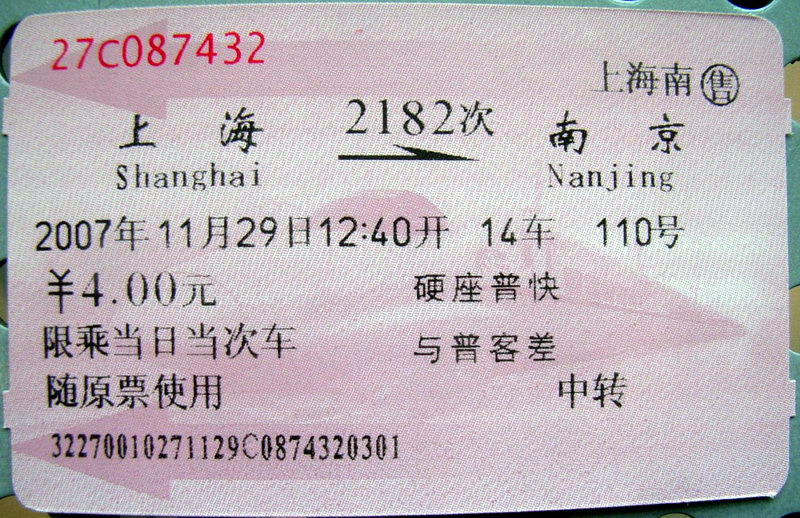 27C087432
上海南 售
上海 2182次 南京
Shanghai Nanjing
2007年11月29日12:40开 14车 110号
¥4.00元 硬座普快
限乘当日当次车 与普客差
随原票使用 中转
32270010271129C0874320301